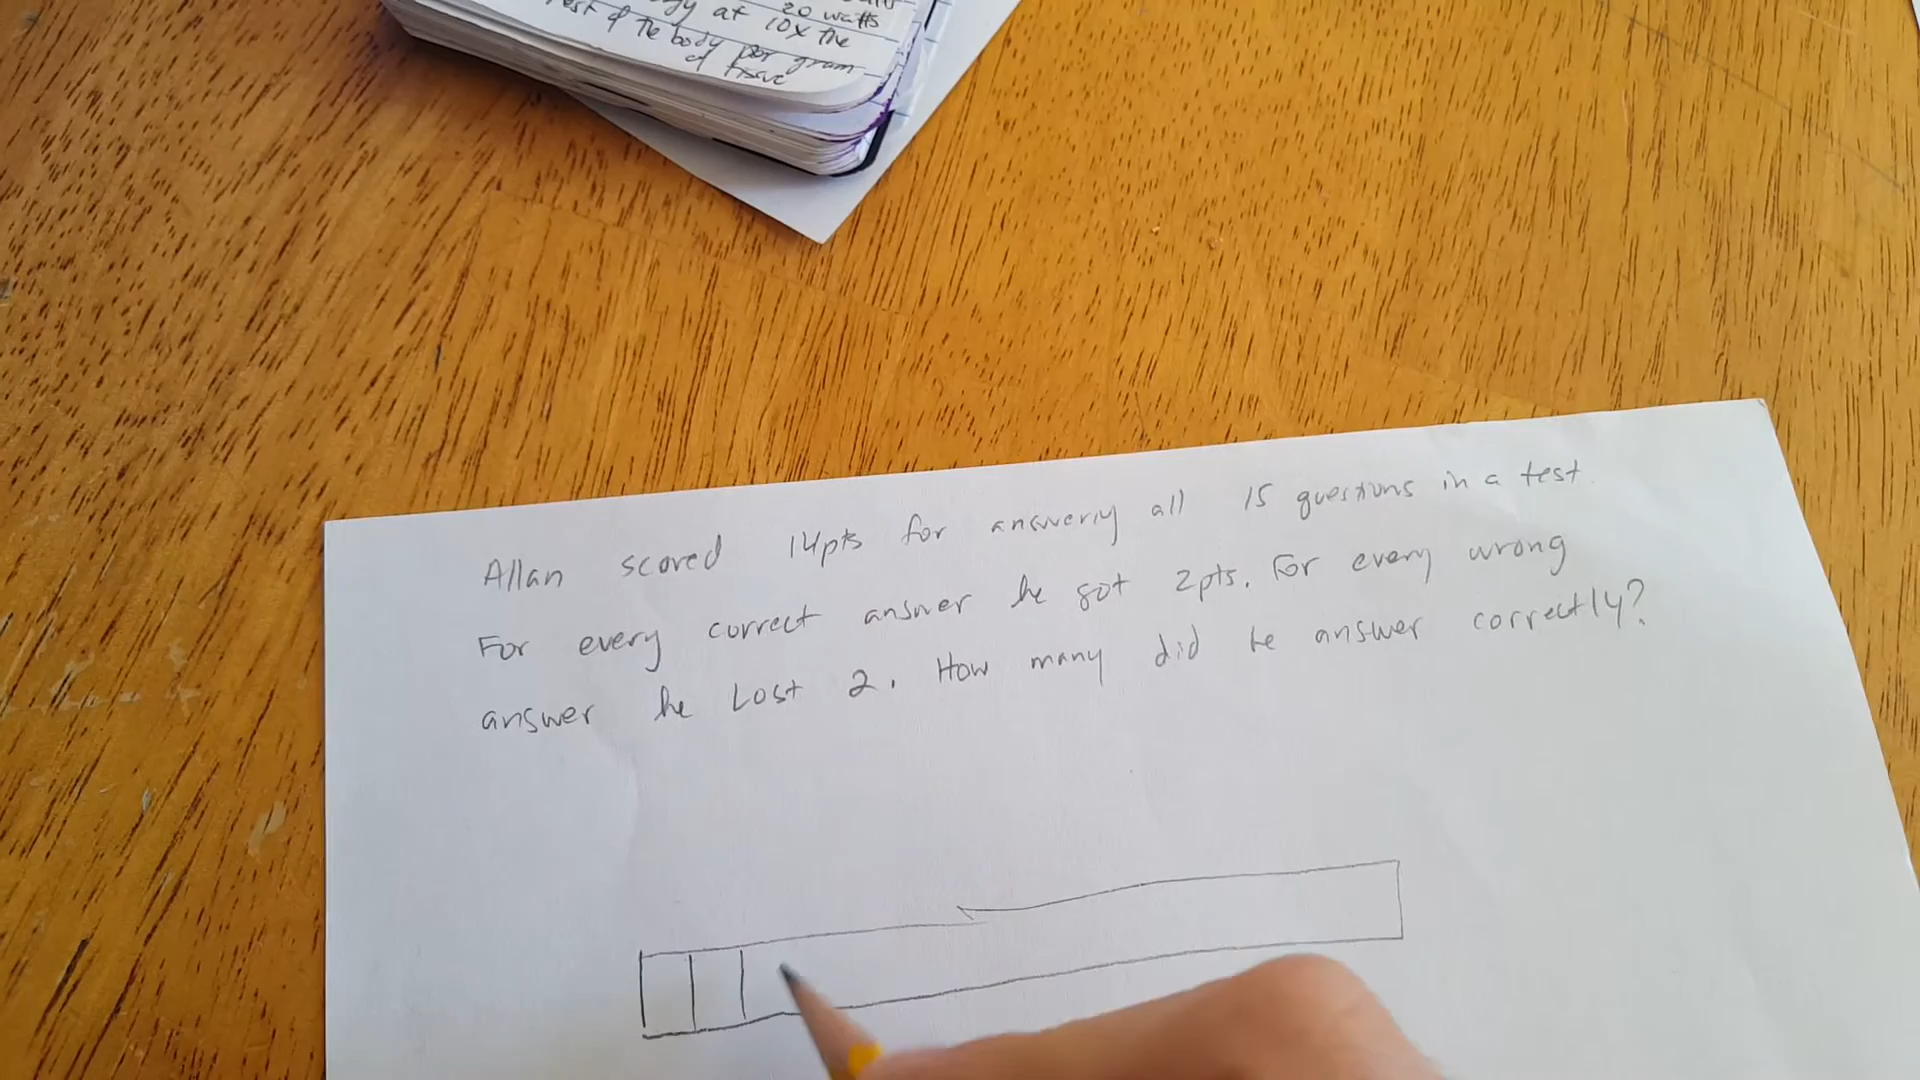 20 watts
at 10x the
of the body per gram
of tissue
Allan scored 14pts for answering all 15 questions in a test.
For every correct answer he got 2pts. For every wrong
answer he Lost 2. How many did he answer correctly?